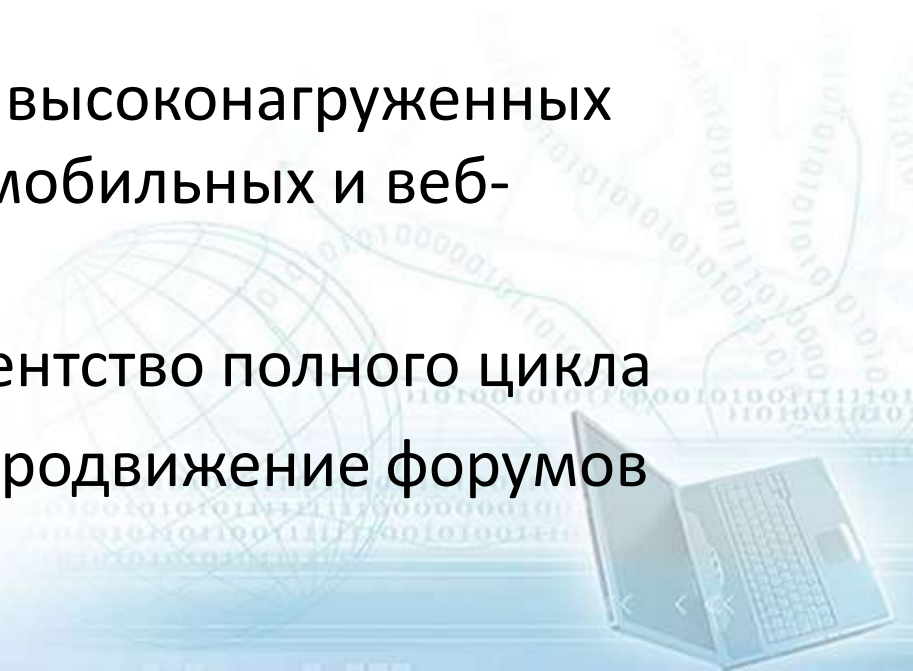 высоконагруженных
мобильных и веб-
ентство полного цикла
родвижение форумов